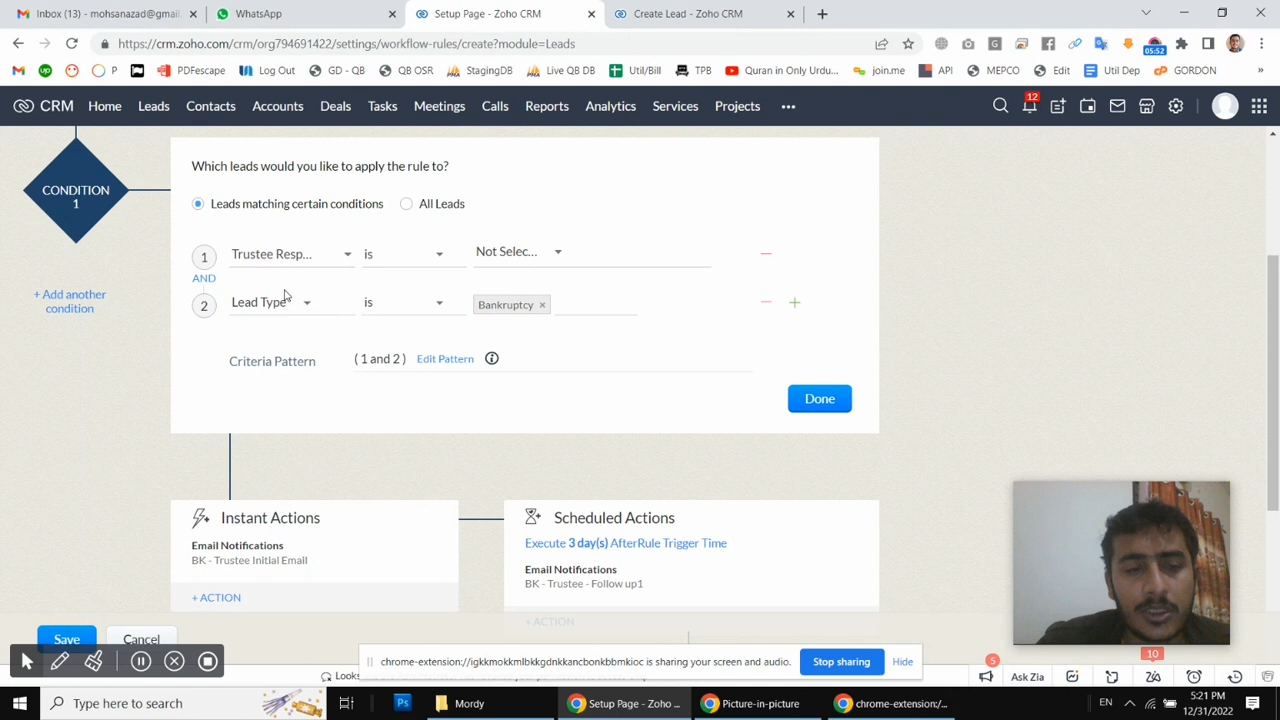 Inbox (13) - mohsanazad@gmail.
WhatsApp
Setup Page - Zoho CRM
Create Lead - Zoho CRM
https://crm.zoho.com/crm/org794691422/settings/workflow-rules/create?module=Leads
05:52
P
PDFescape
Log Out
GD - QB
QB OSR
StagingDB
Live QB DB
Util/Bill
TPB
Quran in Only Urdu...
join.me
API
MEPCO
Edit
Util Dep
GORDON
CRM
Home
Leads
Contacts
Accounts
Deals
Tasks
Meetings
Calls
Reports
Analytics
Services
Projects
12
CONDITION
1
+ Add another
condition
Which leads would you like to apply the rule to?
Leads matching certain conditions
All Leads
1
Trustee Resp...
is
Not Selec...
AND
2
Lead Type
is
Bankruptcy
Criteria Pattern
( 1 and 2 )
Edit Pattern
Done
Instant Actions
Email Notifications
BK - Trustee Initial Email
+ ACTION
Scheduled Actions
Execute 3 day(s) AfterRule Trigger Time
Email Notifications
BK - Trustee - Follow up1
+ ACTION
Save
Cancel
chrome-extension://igkkmokkmlbkkgdnkkancbonkbbmkioc is sharing your screen and audio.
Stop sharing
Hide
Looks
5
Ask Zia
10
Type here to search
Mordy
Setup Page - Zoho ...
Picture-in-picture
chrome-extension:/...
EN
5:21 PM
12/31/2022